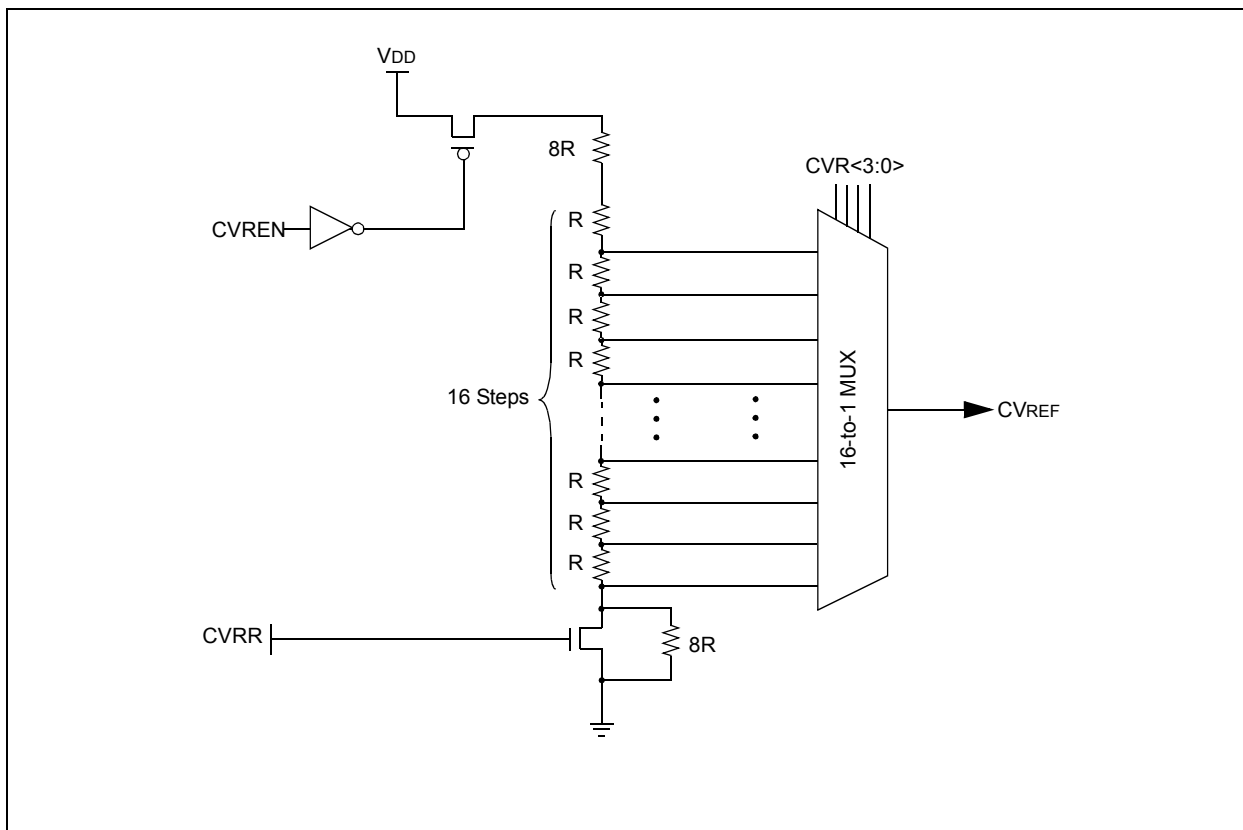 VDD
8R
CVR<3:0>
CVREN
R
R
R
R
16 Steps
16-to-1 MUX
CVREF
R
R
R
CVRR
8R